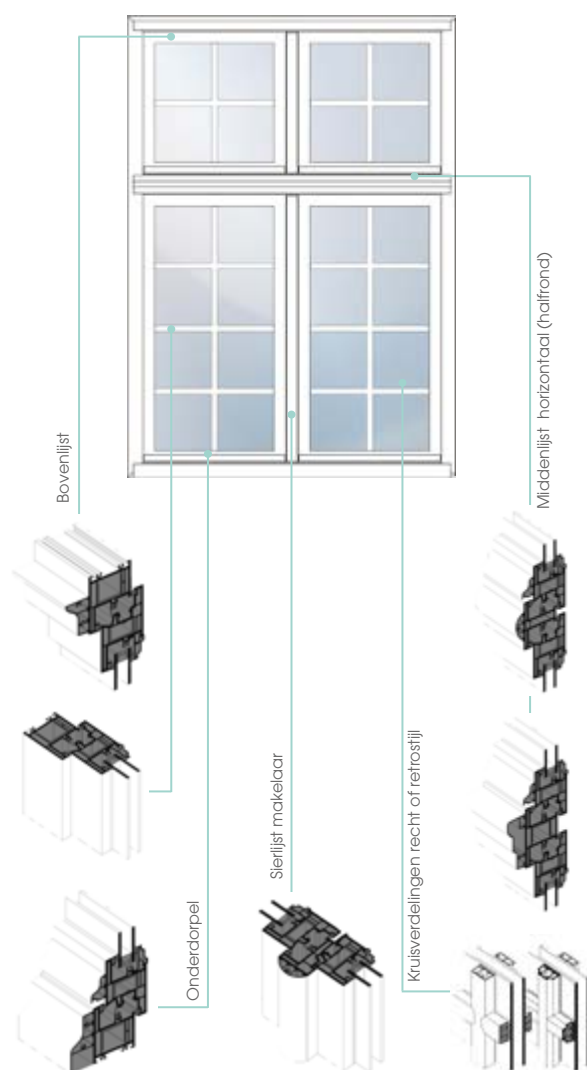 Bovenlijst
Middenlijst horizontaal (halfrond)
Onderdorpel
Sierlijst makelaar
Kruisverdelingen recht of retrostijl